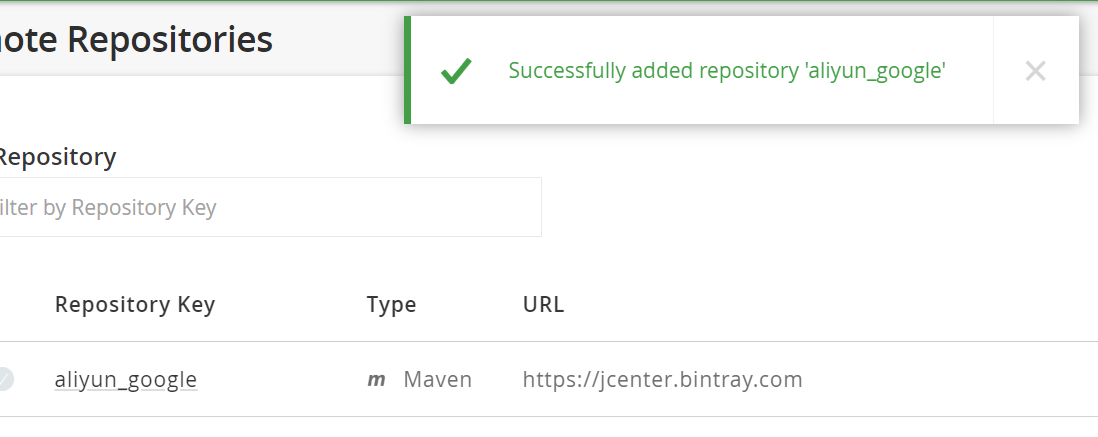 ote Repositories
Successfully added repository 'aliyun_google'
Repository
ilter by Repository Key
Repository Key Type URL
aliyun_google m Maven https://jcenter.bintray.com